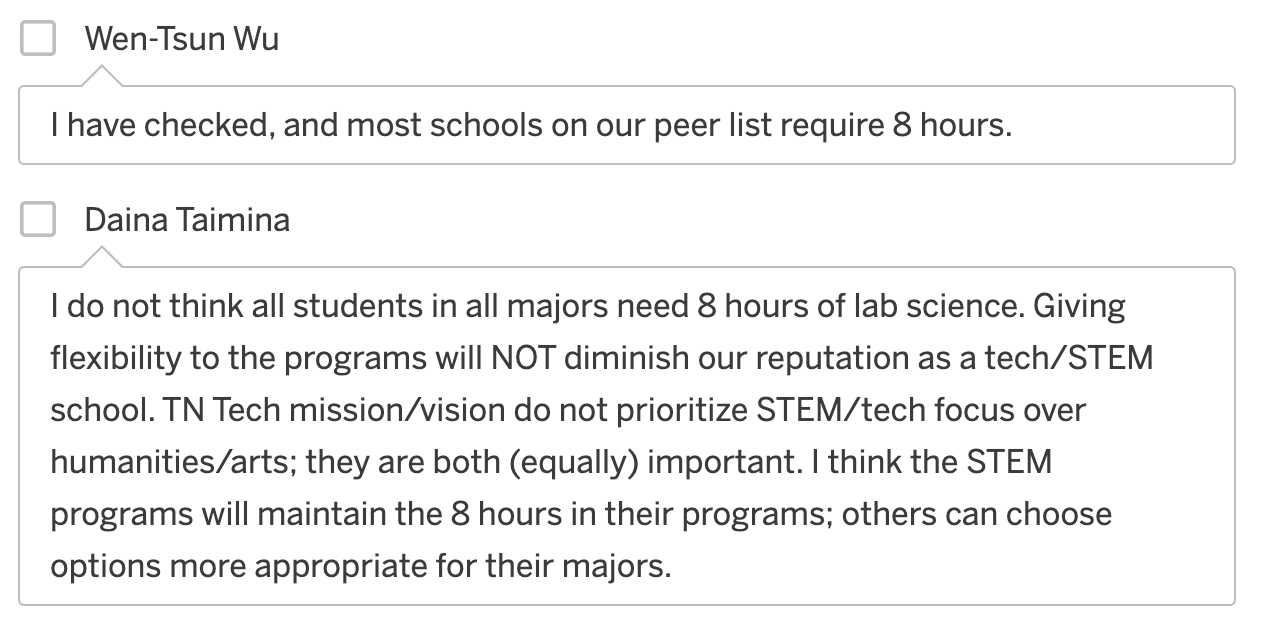 Wen-Tsun Wu
I have checked, and most schools on our peer list require 8 hours.
Daina Taimina
I do not think all students in all majors need 8 hours of lab science. Giving
flexibility to the programs will NOT diminish our reputation as a tech/STEM
school. TN Tech mission/vision do not prioritize STEM/tech focus over
humanities/arts; they are both (equally) important. I think the STEM
programs will maintain the 8 hours in their programs; others can choose
options more appropriate for their majors.